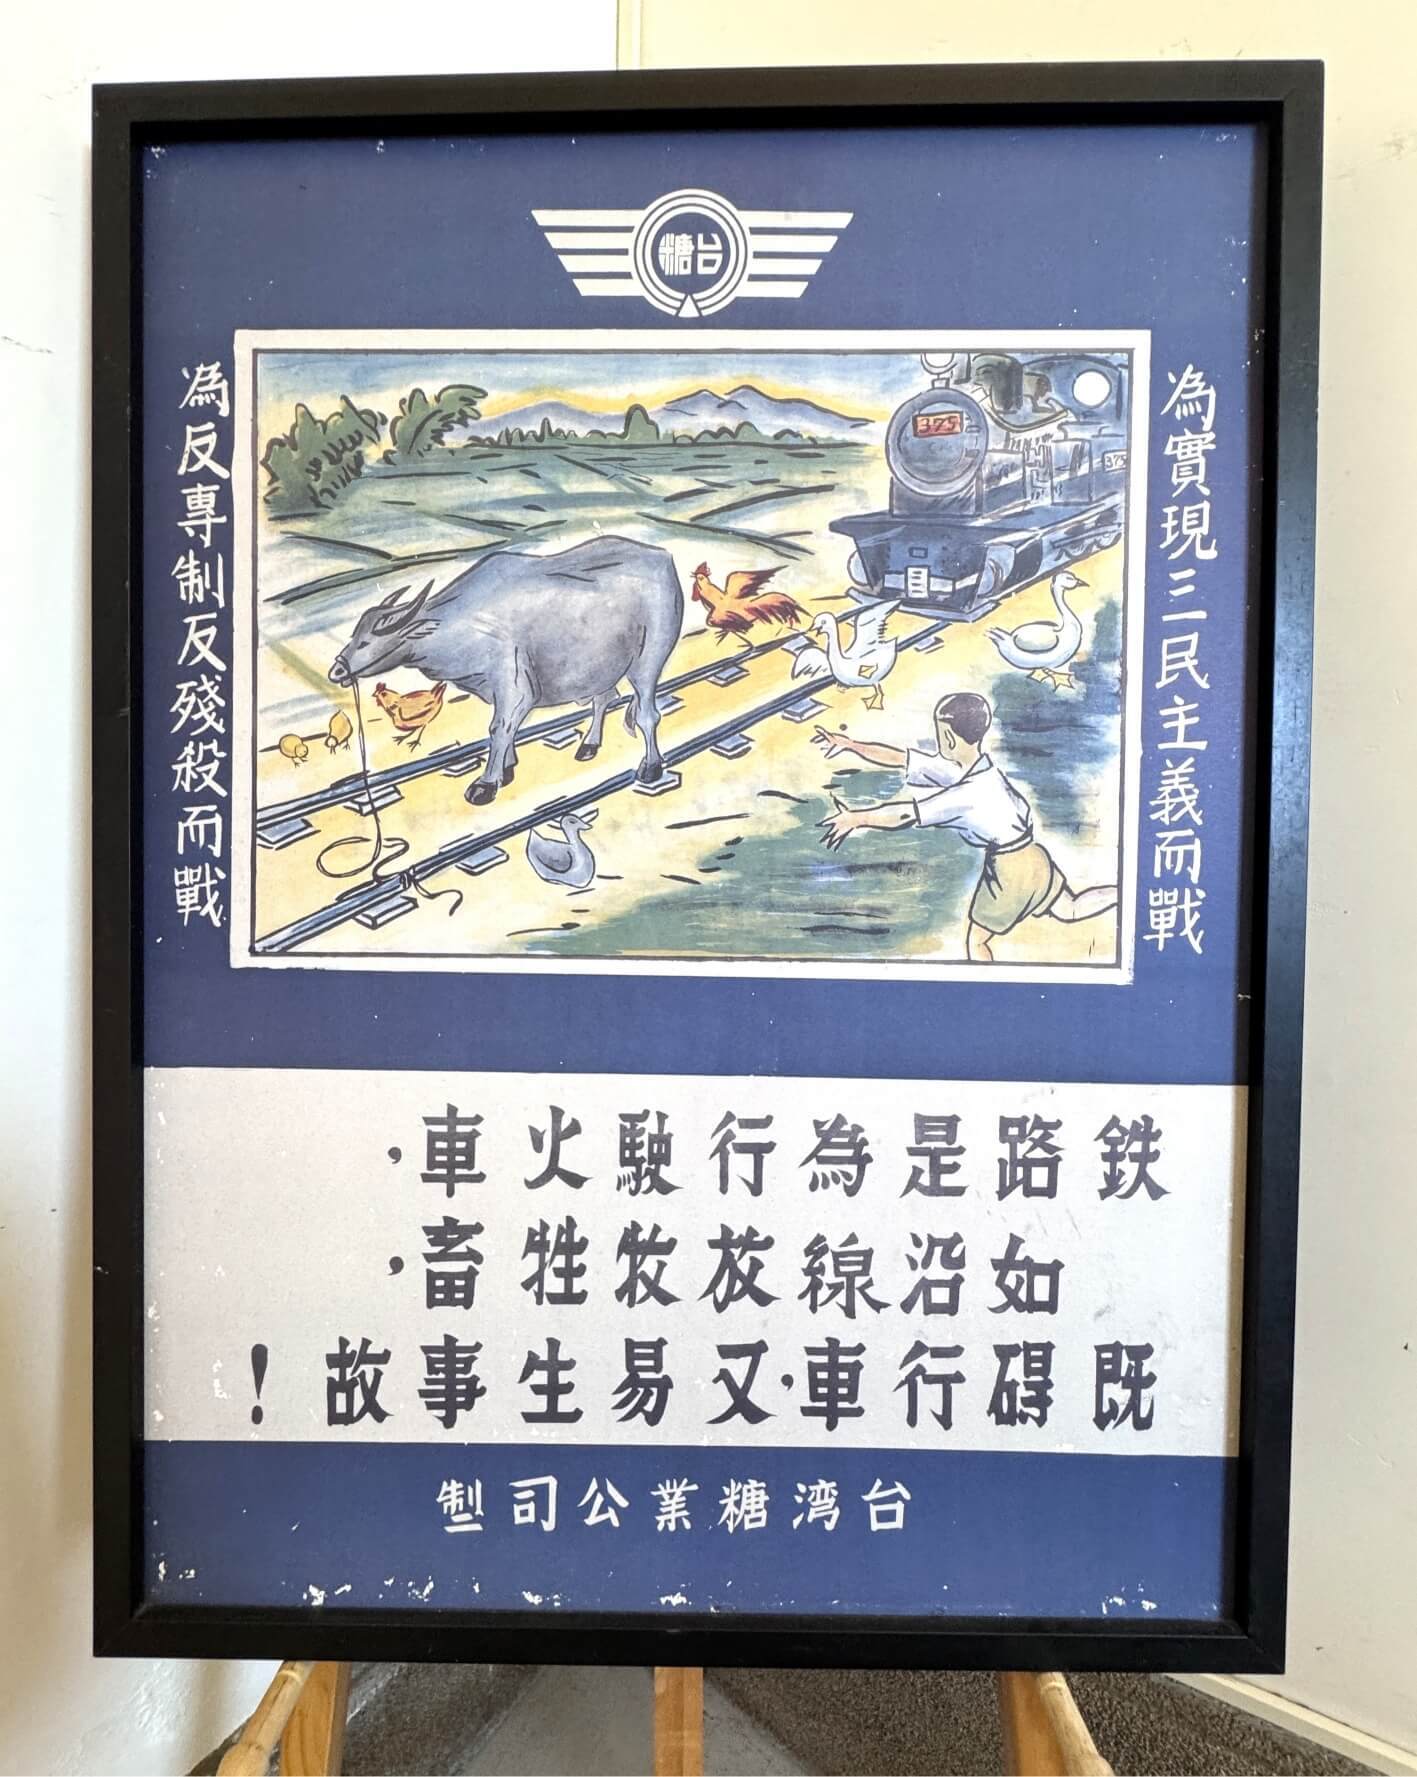 台糖
為實現三民主義而戰
為反專制反殘殺而戰
375
375
鉄路是為行駛火車，
如沿線放牧牲畜，
既碍行車，又易生事故！
台湾糖業公司製